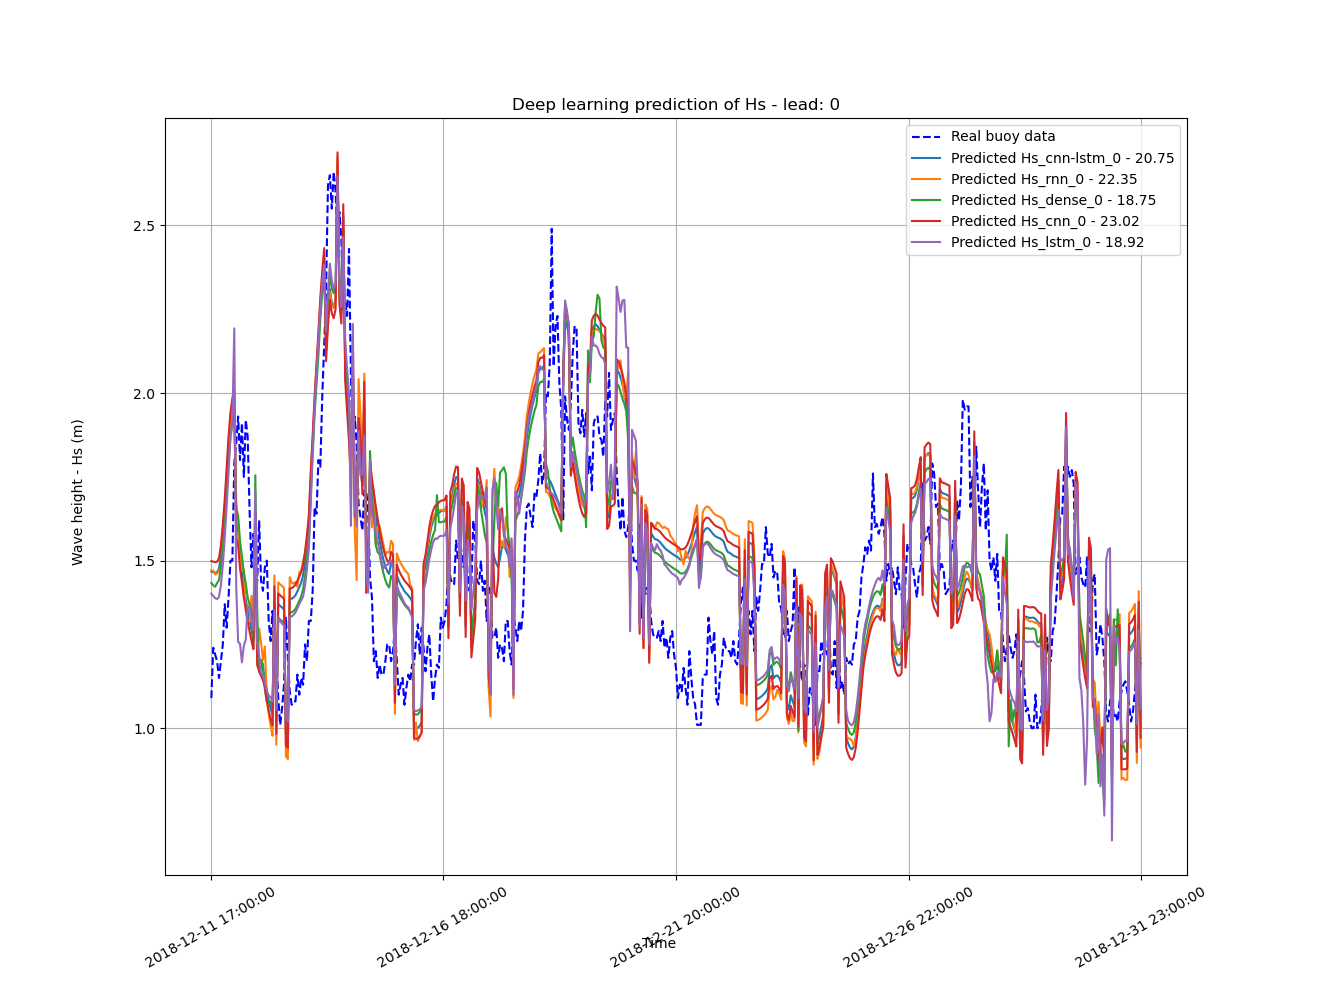 Deep learning prediction of Hs - lead: 0
Real buoy data
Predicted Hs_cnn-lstm_0 - 20.75
Predicted Hs_rnn_0 - 22.35
Predicted Hs_dense_0 - 18.75
Predicted Hs_cnn_0 - 23.02
Predicted Hs_lstm_0 - 18.92
Wave height - Hs (m)
2.5
2.0
1.5
1.0
2018-12-11 17:00:00
2018-12-16 18:00:00
2018-12-21 20:00:00
2018-12-26 22:00:00
2018-12-31 23:00:00
Time